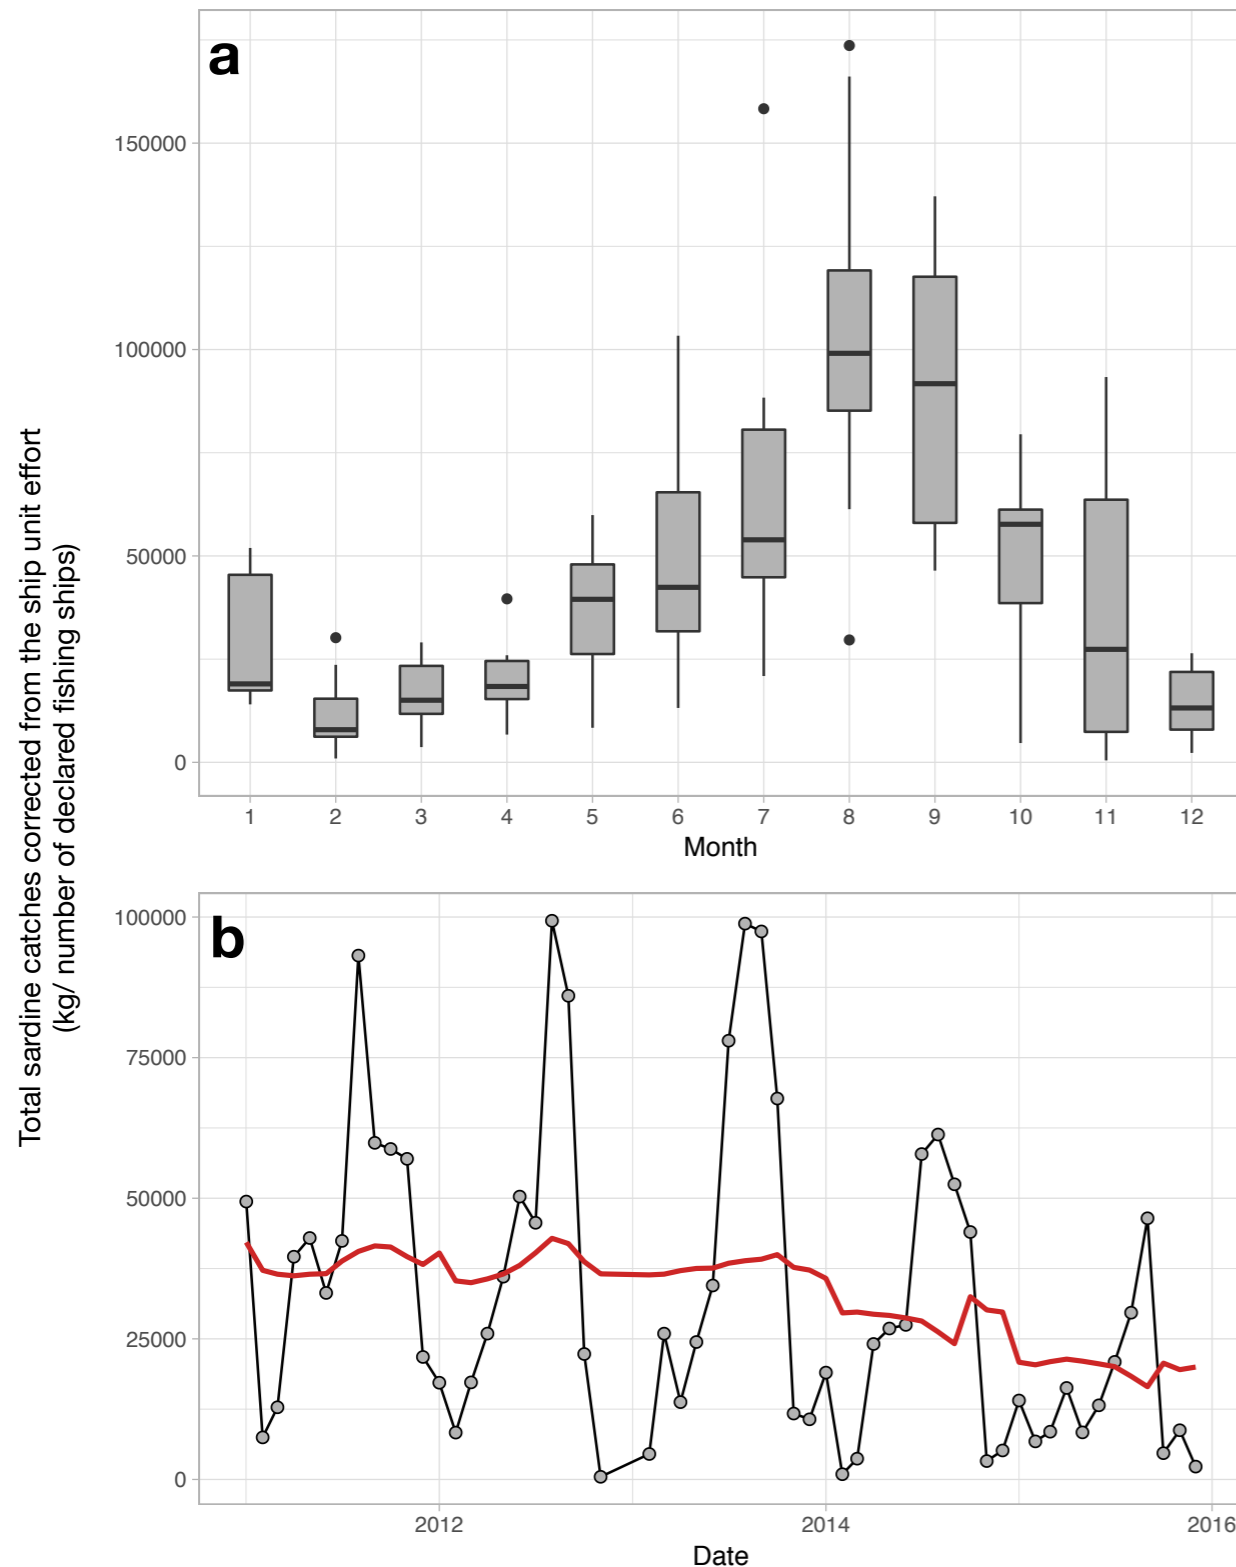 Total sardine catches corrected from the ship unit effort
(kg/ number of declared fishing ships)
a
150000
100000
50000
0
1 2 3 4 5 6 7 8 9 10 11 12
Month
b
100000
75000
50000
25000
0
2012 2014 2016
Date